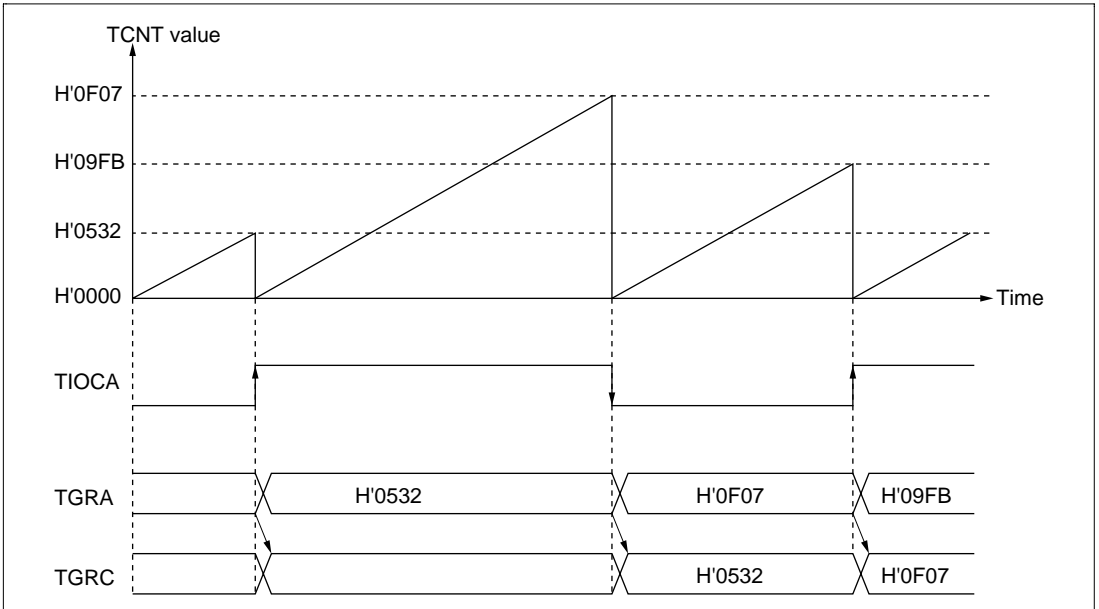 TCNT value
H'0F07
H'09FB
H'0532
H'0000
Time
TIOCA
TGRA
H'0532
H'0F07
H'09FB
TGRC
H'0532
H'0F07